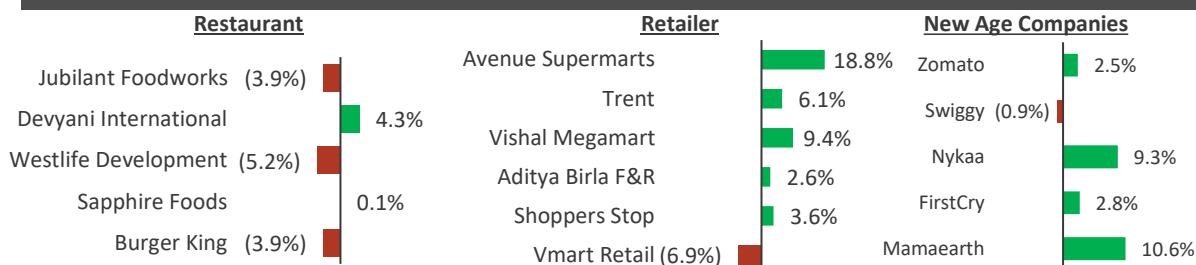 Restaurant
Jubilant Foodworks (3.9%)
Devyani International 4.3%
Westlife Development (5.2%)
Sapphire Foods 0.1%
Burger King (3.9%)
Retailer
Avenue Supermarts 18.8%
Trent 6.1%
Vishal Megamart 9.4%
Aditya Birla F&R 2.6%
Shoppers Stop 3.6%
Vmart Retail (6.9%)
New Age Companies
Zomato 2.5%
Swiggy (0.9%)
Nykaa 9.3%
FirstCry 2.8%
Mamaearth 10.6%